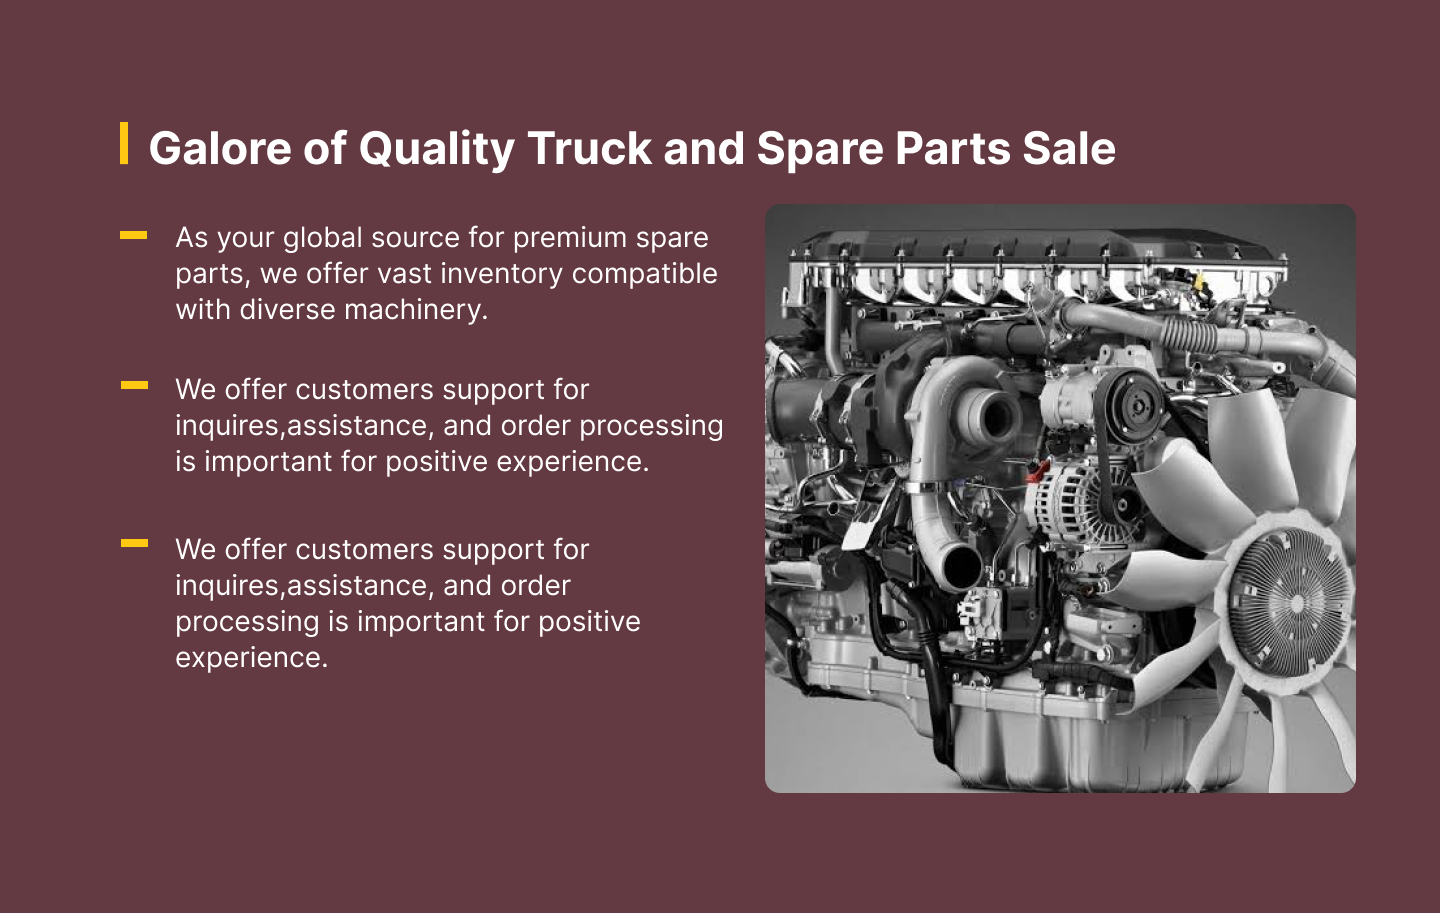 Galore of Quality Truck and Spare Parts Sale
As your global source for premium spare
parts, we offer vast inventory compatible
with diverse machinery.
We offer customers support for
inquires,assistance, and order processing
is important for positive experience.
We offer customers support for
inquires,assistance, and order
processing is important for positive
experience.